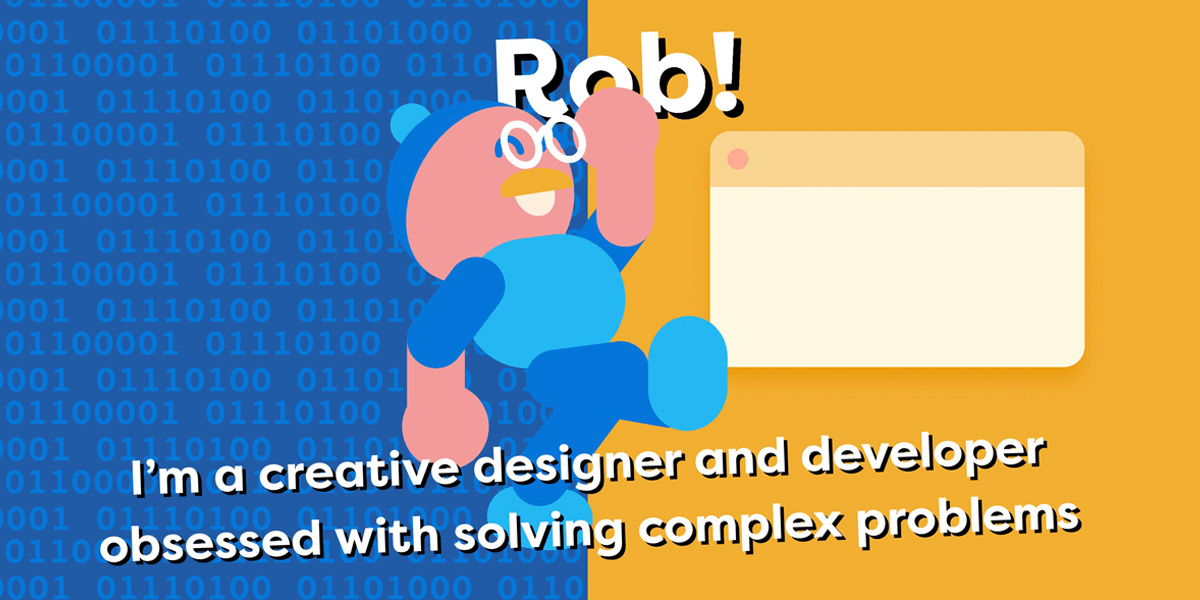 Rob!
I'm a creative designer and developer
obsessed with solving complex problems